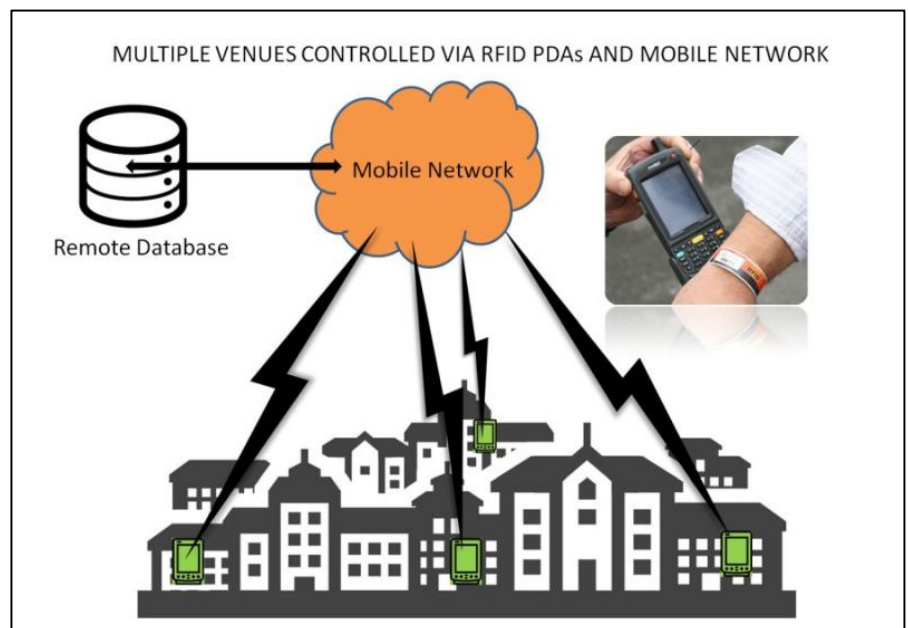 MULTIPLE VENUES CONTROLLED VIA RFID PDAs AND MOBILE NETWORK
Mobile Network
Remote Database